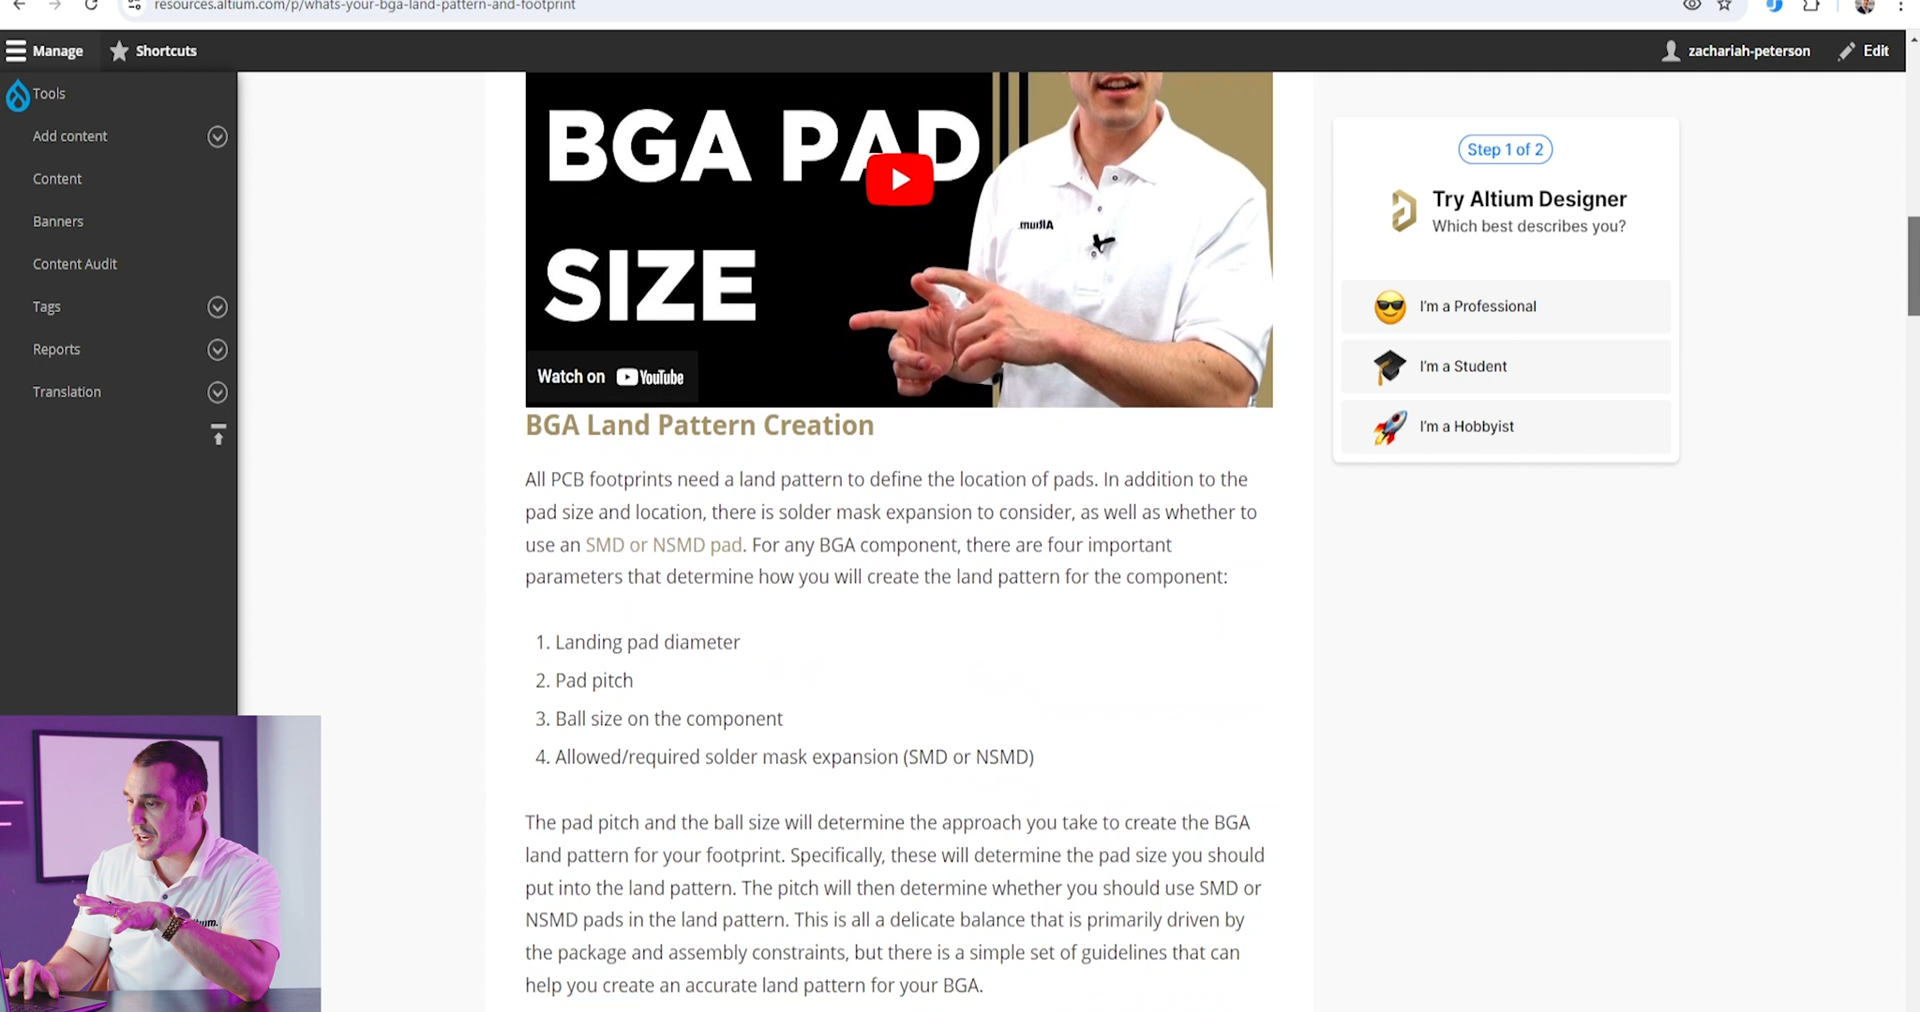 resources.altium.com/p/whats-your-bga-land-pattern-and-footprint
Manage
Shortcuts
zachariah-peterson
Edit
Tools
Add content
Content
Banners
Content Audit
Tags
Reports
Translation
BGA PAD
SIZE
Altium
Watch on YouTube
BGA Land Pattern Creation
All PCB footprints need a land pattern to define the location of pads. In addition to the
pad size and location, there is solder mask expansion to consider, as well as whether to
use an SMD or NSMD pad. For any BGA component, there are four important
parameters that determine how you will create the land pattern for the component:
1. Landing pad diameter
2. Pad pitch
3. Ball size on the component
4. Allowed/required solder mask expansion (SMD or NSMD)
The pad pitch and the ball size will determine the approach you take to create the BGA
land pattern for your footprint. Specifically, these will determine the pad size you should
put into the land pattern. The pitch will then determine whether you should use SMD or
NSMD pads in the land pattern. This is all a delicate balance that is primarily driven by
the package and assembly constraints, but there is a simple set of guidelines that can
help you create an accurate land pattern for your BGA.
Step 1 of 2
Try Altium Designer
Which best describes you?
I'm a Professional
I'm a Student
I'm a Hobbyist